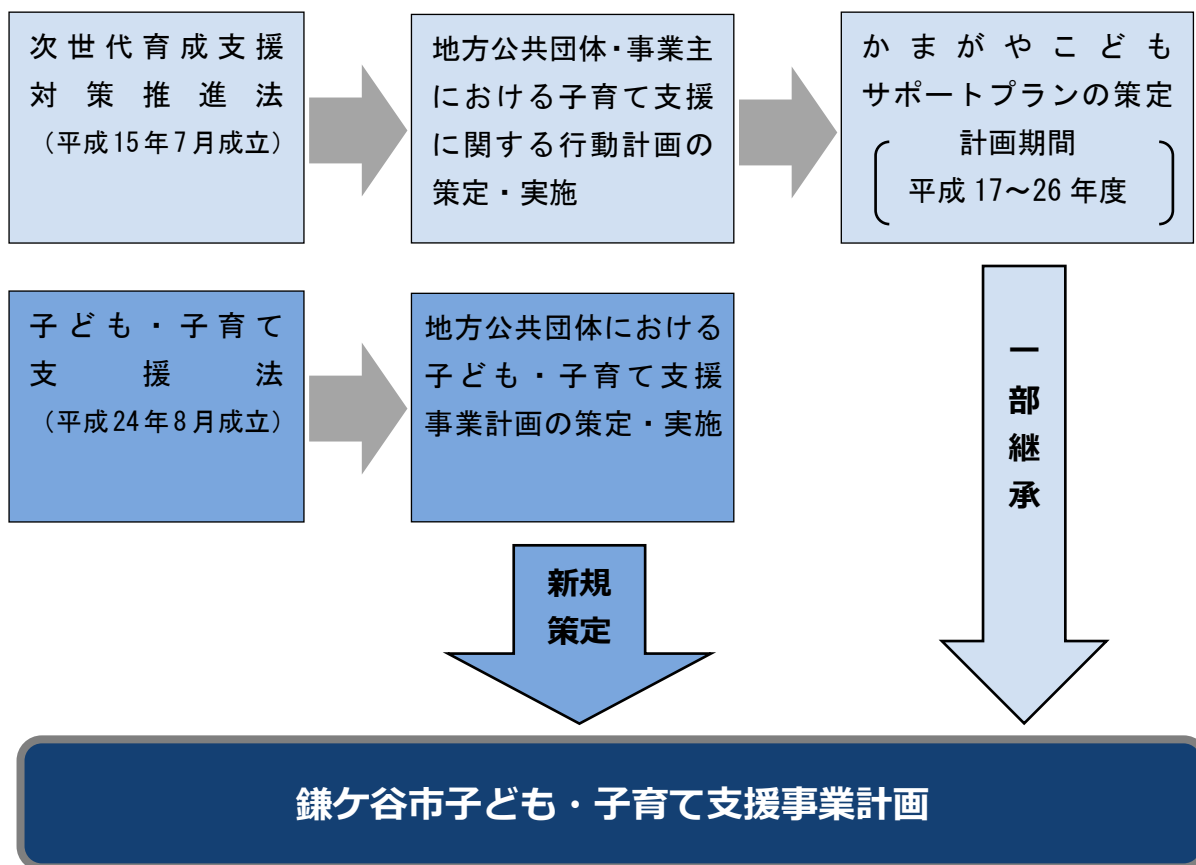 次世代育成支援
対策推進法
（平成15年7月成立）
地方公共団体・事業主
における子育て支援
に関する行動計画の
策定・実施
かまがやこども
サポートプランの策定
計画期間
平成 17～26 年度
子ども・子育て
支援法
（平成24年8月成立）
地方公共団体における
子ども・子育て支援
事業計画の策定・実施
一部継承
新規
策定
鎌ケ谷市子ども・子育て支援事業計画